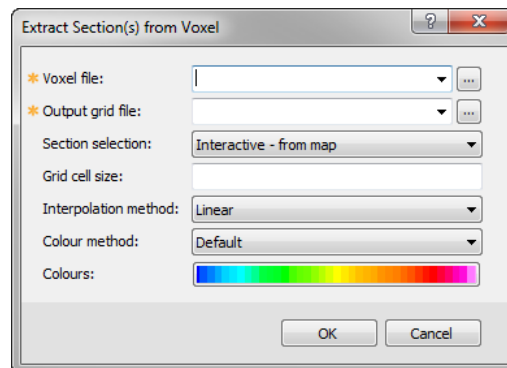 Extract Section(s) from Voxel
? X
* Voxel file: ...
* Output grid file: ...
Section selection: Interactive - from map
Grid cell size:
Interpolation method: Linear
Colour method: Default
Colours:
OK Cancel